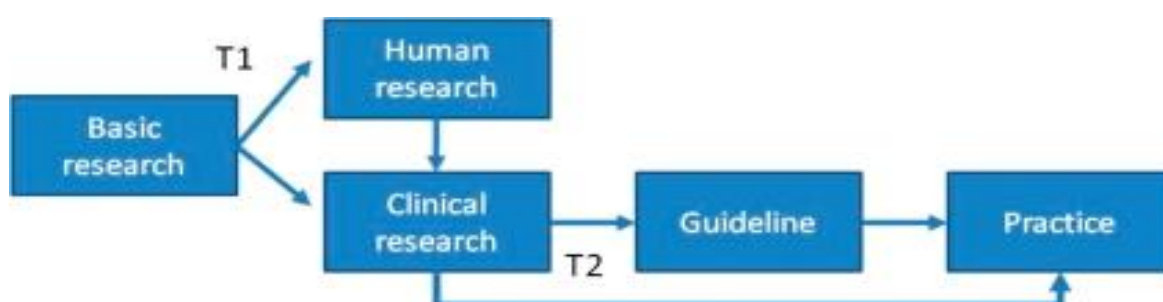 T1
Human
research
Basic
research
Clinical
research
T2
Guideline
Practice